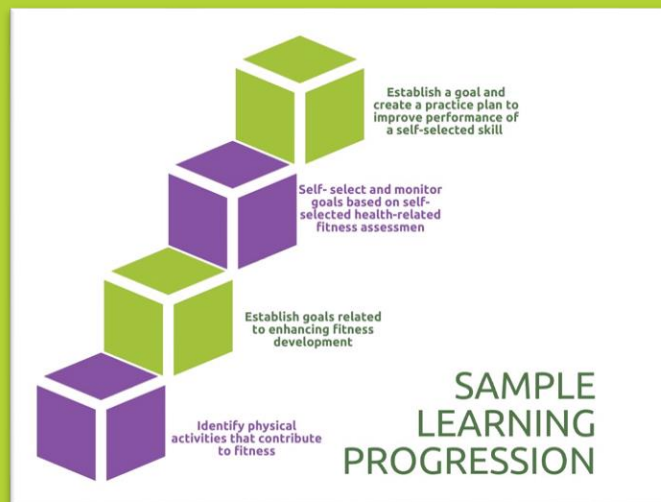 Establish a goal and
create a practice plan to
improve performance of
a self-selected skill
Self- select and monitor
goals based on self-
selected health-related
fitness assessmen
Establish goals related
to enhancing fitness
development
Identify physical
activities that contribute
to fitness
SAMPLE
LEARNING
PROGRESSION